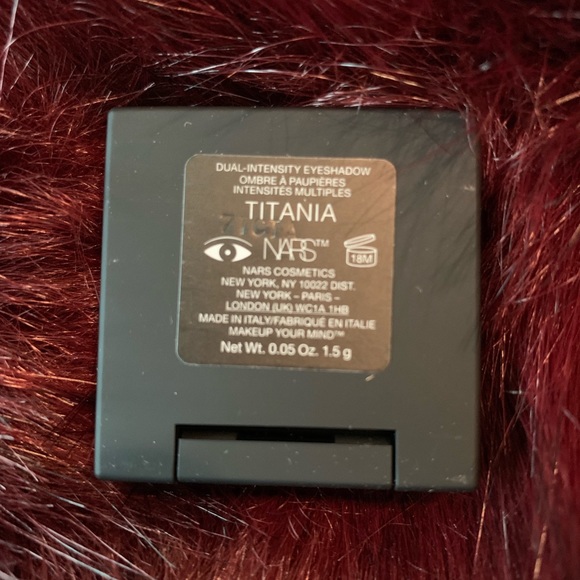 DUAL-INTENSITY EYESHADOW
OMBRE À PAUPIÈRES
INTENSITÉS MULTIPLES
TITANIA
NARS™
18M
NARS COSMETICS
NEW YORK, NY 10022 DIST.
NEW YORK – PARIS –
LONDON (UK) WC1A 1HB
MADE IN ITALY/FABRIQUÉ EN ITALIE
MAKEUP YOUR MIND™
Net Wt. 0.05 Oz. 1.5 g